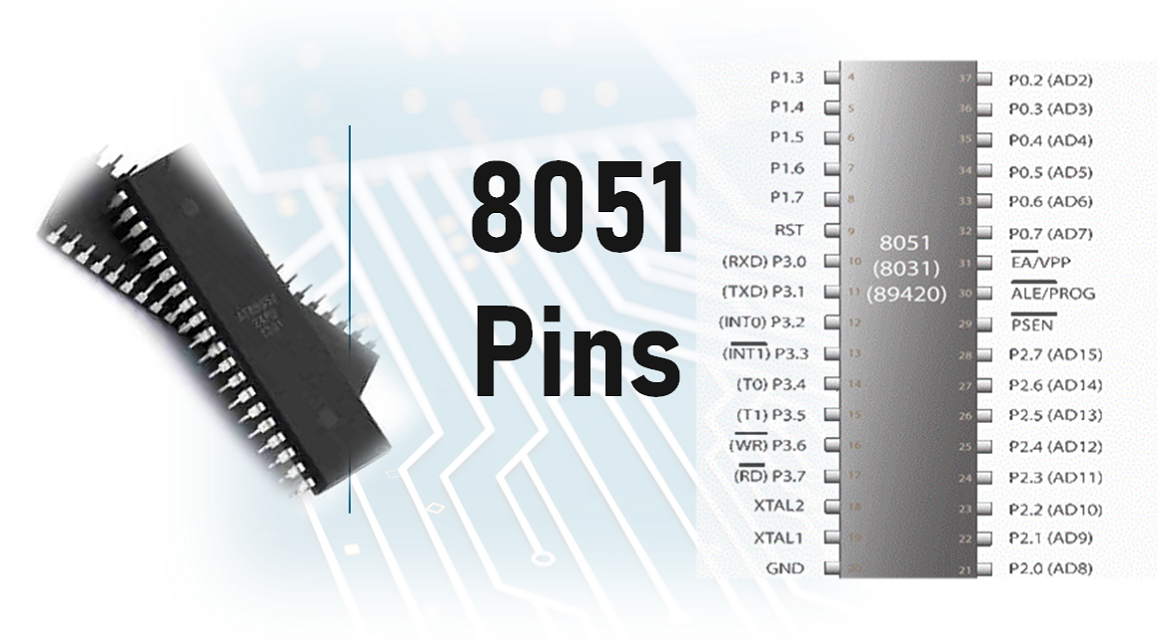 8051
Pins
P1.3
P1.4
P1.5
P1.6
P1.7
RST
(RXD) P3.0
(TXD) P3.1
(INT0) P3.2
(INT1) P3.3
(T0) P3.4
(T1) P3.5
(WR) P3.6
(RD) P3.7
XTAL2
XTAL1
GND
4
5
6
7
8
9
10
11
12
13
14
15
16
17
18
19
20
8051
(8031)
(89420)
37
36
35
34
33
32
31
30
29
28
27
26
25
24
23
22
21
P0.2 (AD2)
P0.3 (AD3)
P0.4 (AD4)
P0.5 (AD5)
P0.6 (AD6)
P0.7 (AD7)
EA/VPP
ALE/PROG
PSEN
P2.7 (AD15)
P2.6 (AD14)
P2.5 (AD13)
P2.4 (AD12)
P2.3 (AD11)
P2.2 (AD10)
P2.1 (AD9)
P2.0 (AD8)